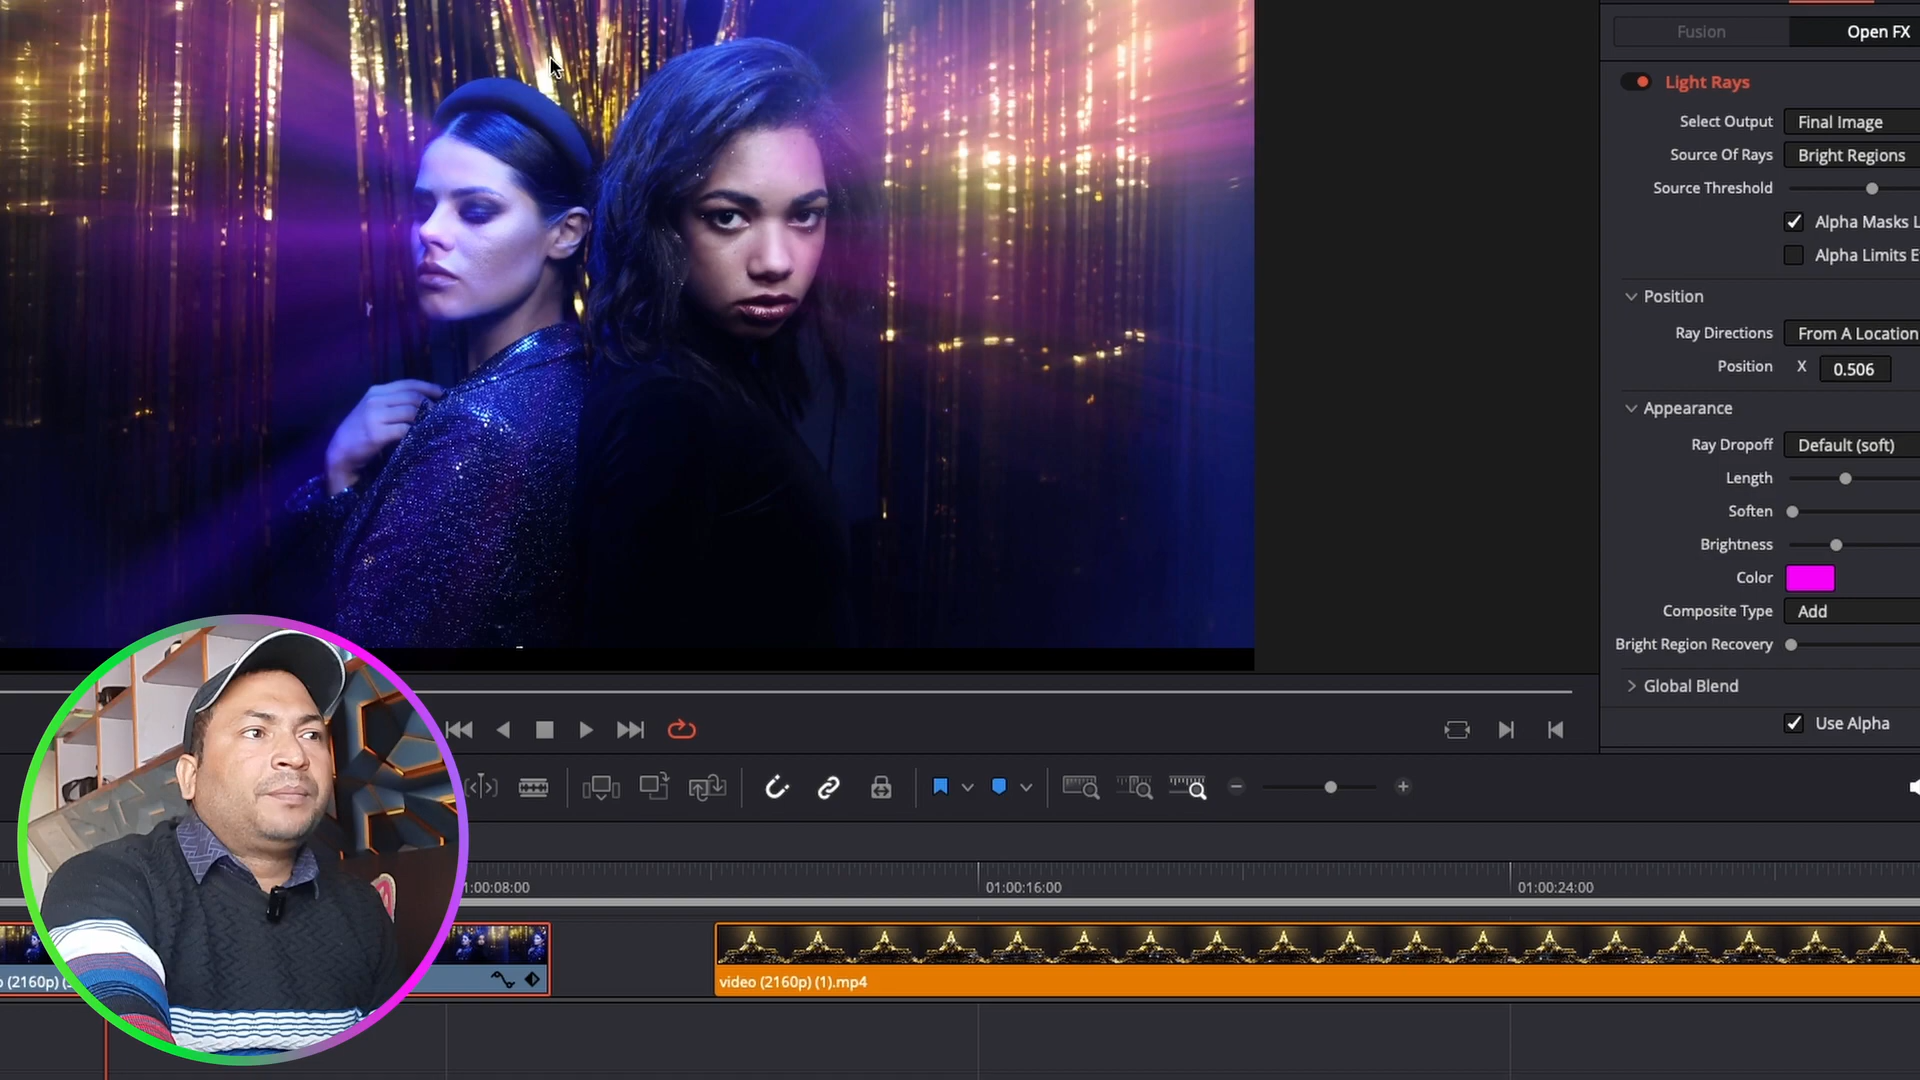 Fusion
Open FX
Light Rays
Select Output Final Image
Source Of Rays Bright Regions
Source Threshold
Alpha Masks L
Alpha Limits E
Position
Ray Directions From A Location
Position X 0.506
Appearance
Ray Dropoff Default (soft)
Length
Soften
Brightness
Color
Composite Type Add
Bright Region Recovery
Global Blend
Use Alpha
1:00:08:00
01:00:16:00
01:00:24:00
(2160p)
video (2160p) (1).mp4